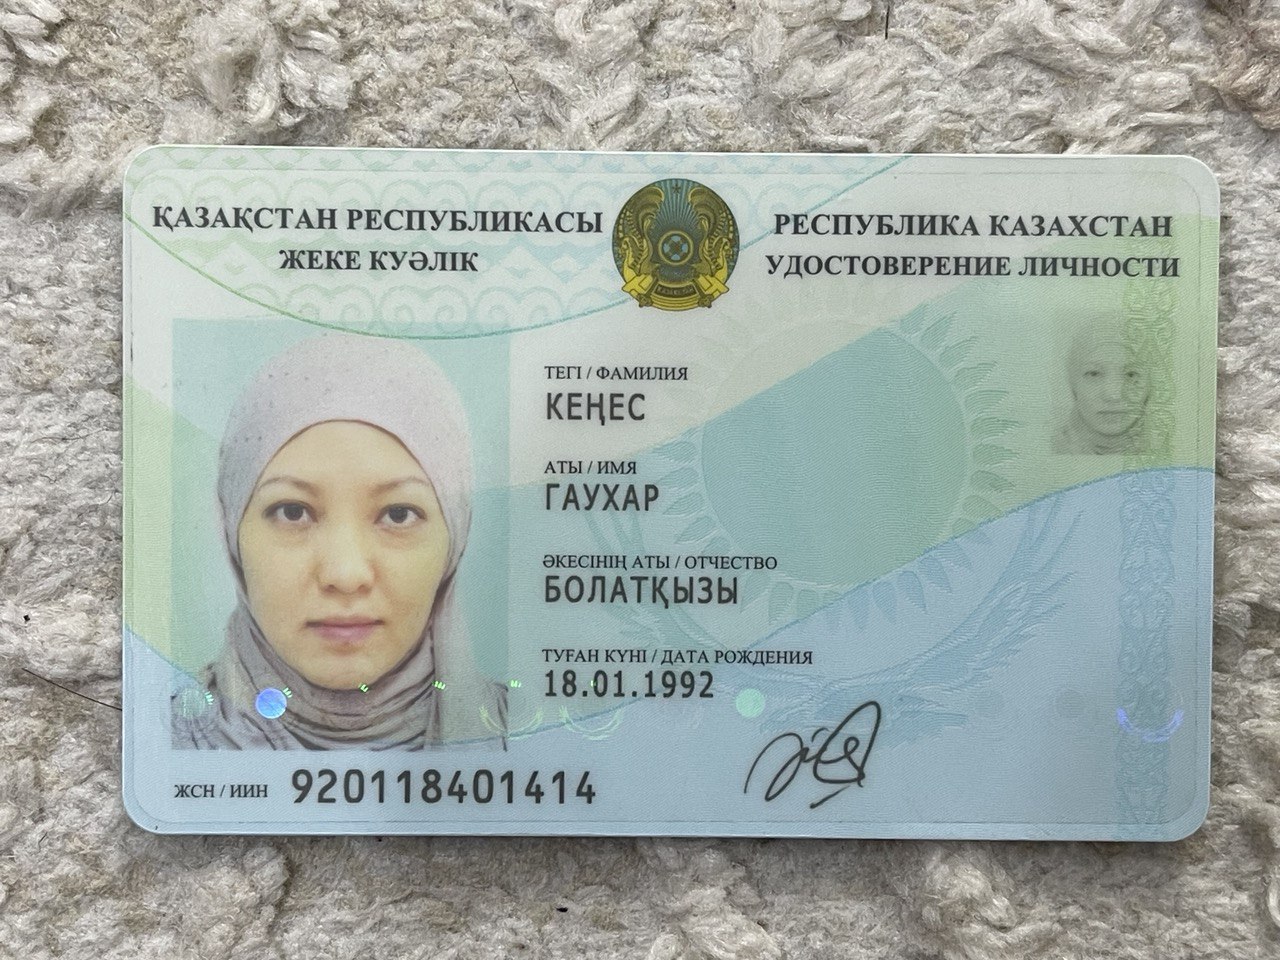 ҚАЗАҚСТАН РЕСПУБЛИКАСЫ
ЖЕКЕ КУӘЛІК
РЕСПУБЛИКА КАЗАХСТАН
УДОСТОВЕРЕНИЕ ЛИЧНОСТИ
ТЕГІ / ФАМИЛИЯ
КЕҢЕС
АТЫ / ИМЯ
ГАУХАР
ӘКЕСІНІҢ АТЫ / ОТЧЕСТВО
БОЛАТҚЫЗЫ
ТУҒАН КҮНІ / ДАТА РОЖДЕНИЯ
18.01.1992
ЖСН / ИИН 920118401414